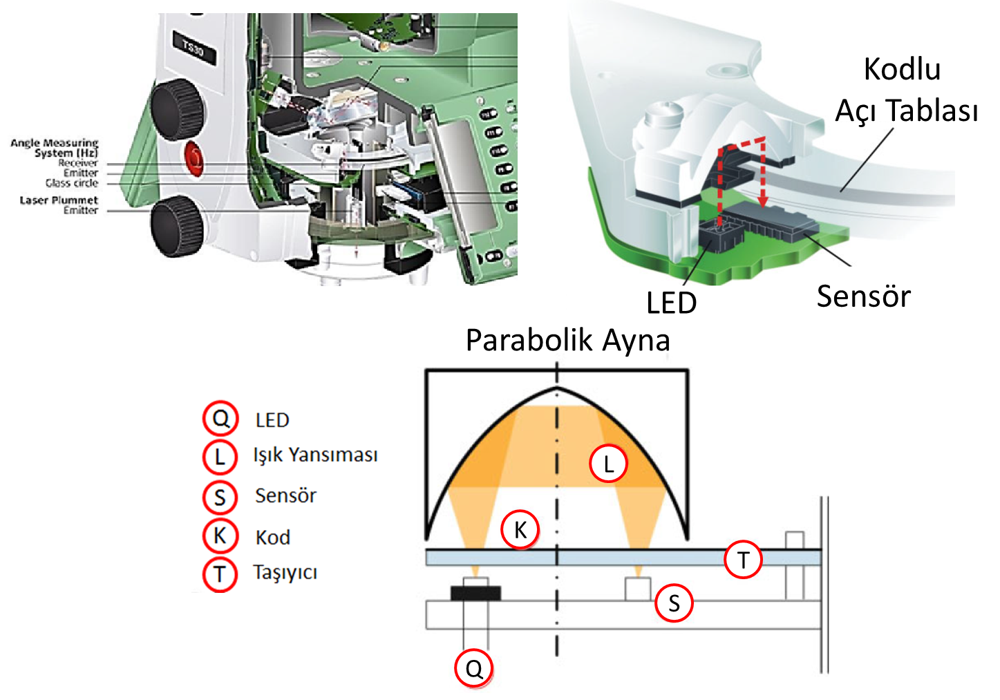 TS30
Angle Measuring
System (Hz)
Receiver
Emitter
Glass circle
Laser Plummet
Emitter
Kodlu
Açı Tablası
LED
Sensör
Parabolik Ayna
Q LED
L Işık Yansıması
S Sensör
K Kod
T Taşıyıcı
L
K
T
S
Q